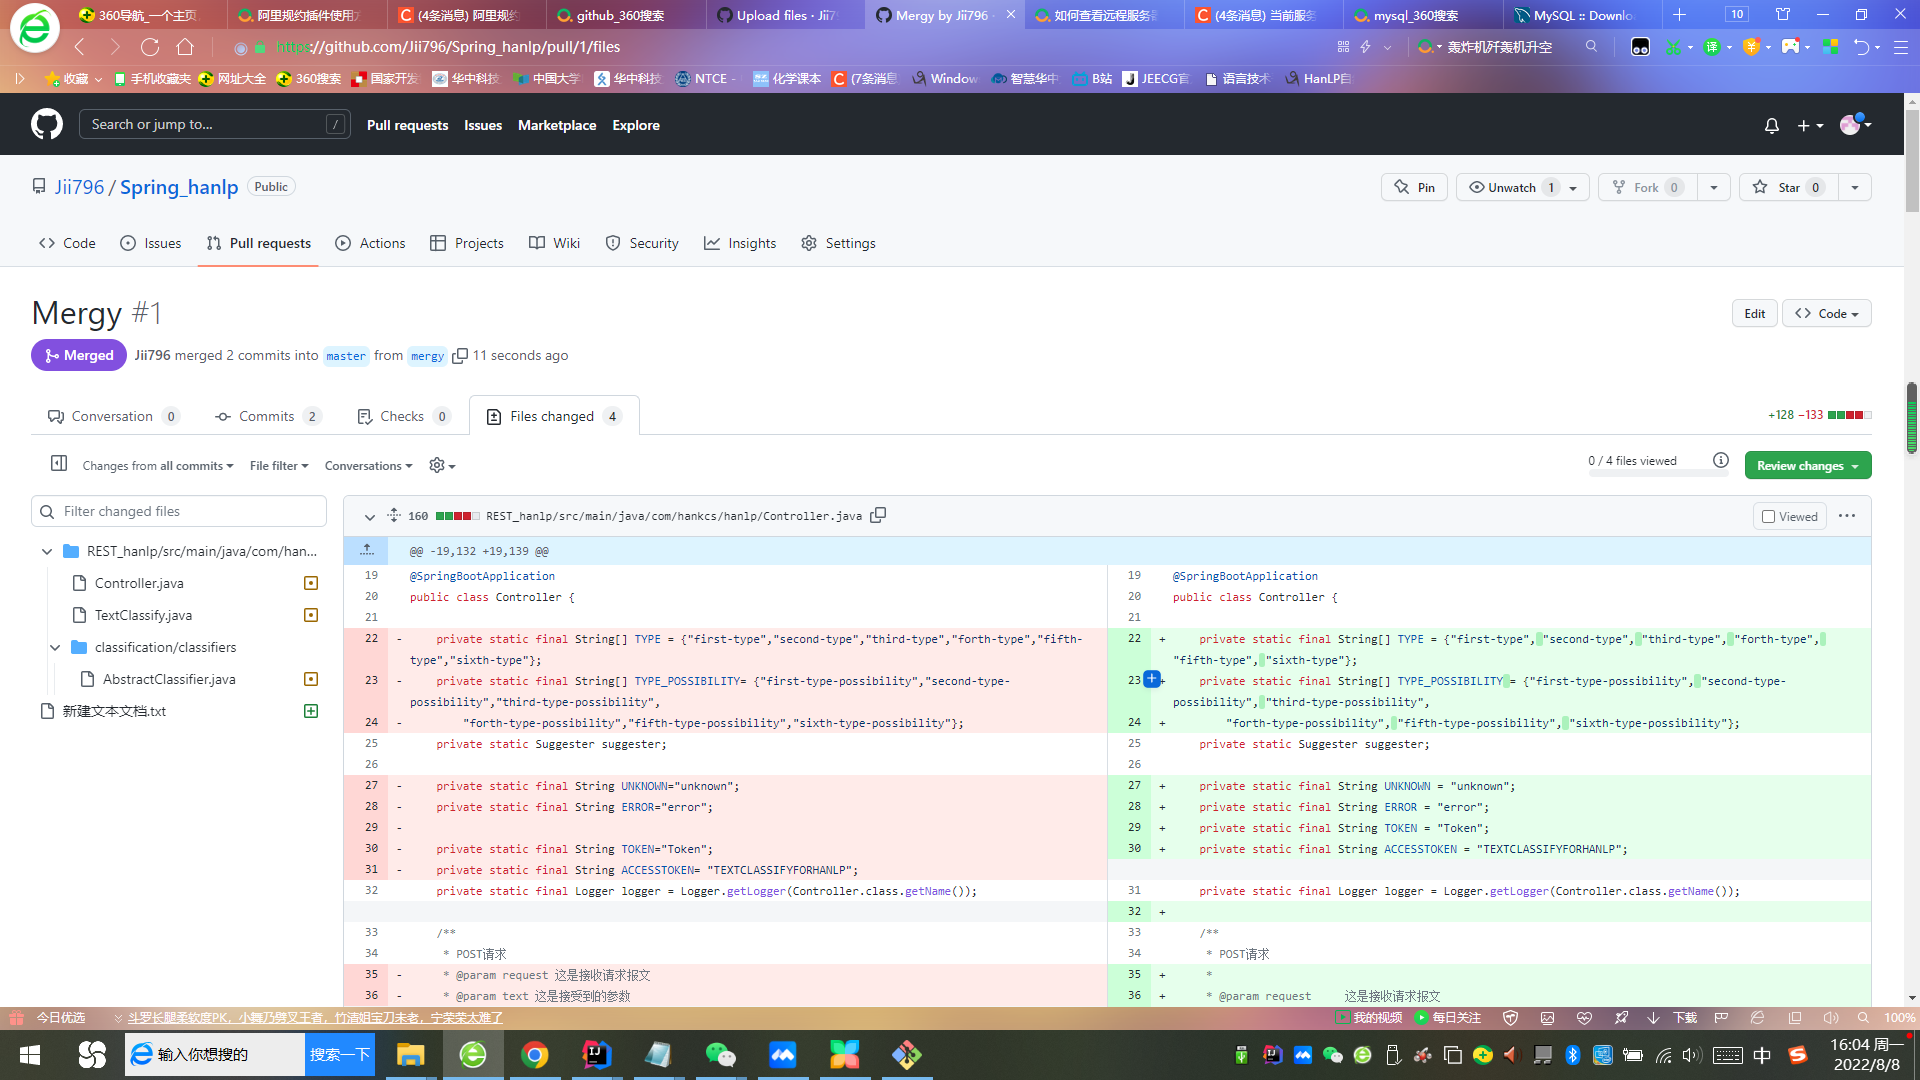 360导航_一个主页
阿里规约插件使用方
(4条消息) 阿里规约
github_360搜索
Upload files · Jii79
Mergy by Jii796 ·
如何查看远程服务器
(4条消息) 当前服务
mysql_360搜索
MySQL :: Downlo
10
https://github.com/Jii796/Spring_hanlp/pull/1/files
轰炸机歼轰机升空
收藏 手机收藏夹 网址大全 360搜索 国家开发 华中科技 中国大学 华中科技 NTCE - 化学课本 (7条消息 Window 智慧华中 B站 JEECG官 语言技术 HanLP自
Search or jump to...
/
Pull requests Issues Marketplace Explore
Jii796 / Spring_hanlp Public
Pin Unwatch 1 Fork 0 Star 0
Code Issues Pull requests Actions Projects Wiki Security Insights Settings
Mergy #1
Edit Code
Merged Jii796 merged 2 commits into master from mergy 11 seconds ago
Conversation 0 Commits 2 Checks 0 Files changed 4
+128 −133
Changes from all commits File filter Conversations
0 / 4 files viewed Review changes
Filter changed files
REST_hanlp/src/main/java/com/han...
Controller.java
TextClassify.java
classification/classifiers
AbstractClassifier.java
新建文本文档.txt
160 REST_hanlp/src/main/java/com/hankcs/hanlp/Controller.java Viewed
@@ -19,132 +19,139 @@
19 @SpringBootApplication
20 public class Controller {
21
22 - private static final String[] TYPE = {"first-type","second-type","third-type","forth-type","fifth-
type","sixth-type"};
23 - private static final String[] TYPE_POSSIBILITY= {"first-type-possibility","second-type-
possibility","third-type-possibility",
24 - "forth-type-possibility","fifth-type-possibility","sixth-type-possibility"};
25 private static Suggester suggester;
26
27 - private static final String UNKNOWN="unknown";
28 - private static final String ERROR="error";
29 -
30 - private static final String TOKEN="Token";
31 - private static final String ACCESSTOKEN= "TEXTCLASSIFYFORHANLP";
32 private static final Logger logger = Logger.getLogger(Controller.class.getName());
33 /**
34 * POST请求
35 - * @param request 这是接收请求报文
36 - * @param text 这是接受到的参数
19 @SpringBootApplication
20 public class Controller {
21
22 + private static final String[] TYPE = {"first-type", "second-type", "third-type", "forth-type",
"fifth-type", "sixth-type"};
23 + private static final String[] TYPE_POSSIBILITY = {"first-type-possibility", "second-type-
possibility", "third-type-possibility",
24 + "forth-type-possibility", "fifth-type-possibility", "sixth-type-possibility"};
25 private static Suggester suggester;
26
27 + private static final String UNKNOWN = "unknown";
28 + private static final String ERROR = "error";
29 + private static final String TOKEN = "Token";
30 + private static final String ACCESSTOKEN = "TEXTCLASSIFYFORHANLP";
31 private static final Logger logger = Logger.getLogger(Controller.class.getName());
32 +
33 /**
34 * POST请求
35 + *
36 + * @param request 这是接收请求报文
今日优选 斗罗长腿柔软度PK，小舞乃劈叉王者，竹清姐宝刀未老，宁荣荣太难了
我的视频 每日关注 下载 100%
输入你想搜的 搜索一下
中
16:04 周一
2022/8/8